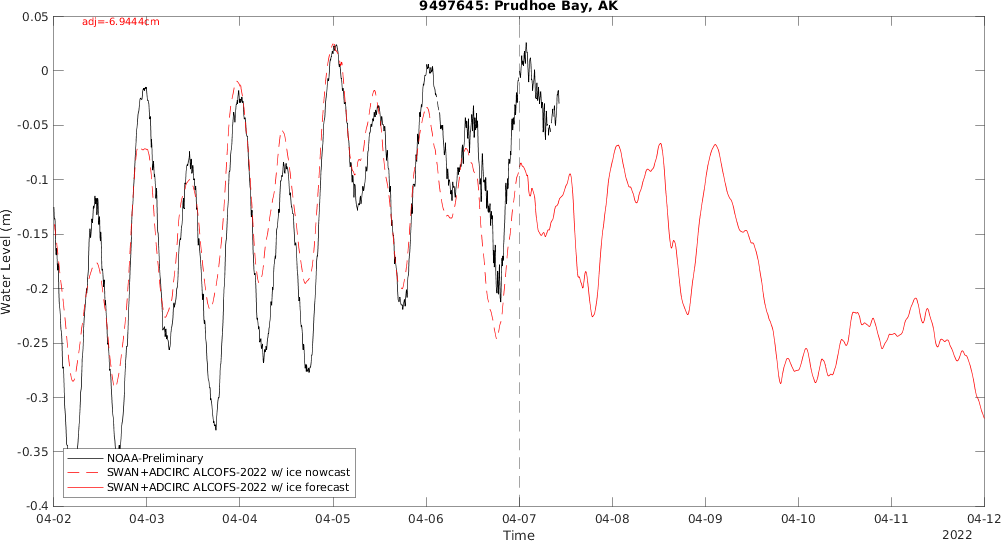 9497645: Prudhoe Bay, AK
adj=-6.9444cm
0.05
0
-0.05
-0.1
-0.15
-0.2
-0.25
-0.3
-0.35
-0.4
Water Level (m)
NOAA-Preliminary
SWAN+ADCIRC ALCOFS-2022 w/ ice nowcast
SWAN+ADCIRC ALCOFS-2022 w/ ice forecast
04-02 04-03 04-04 04-05 04-06 04-07 04-08 04-09 04-10 04-11 04-12
Time
2022